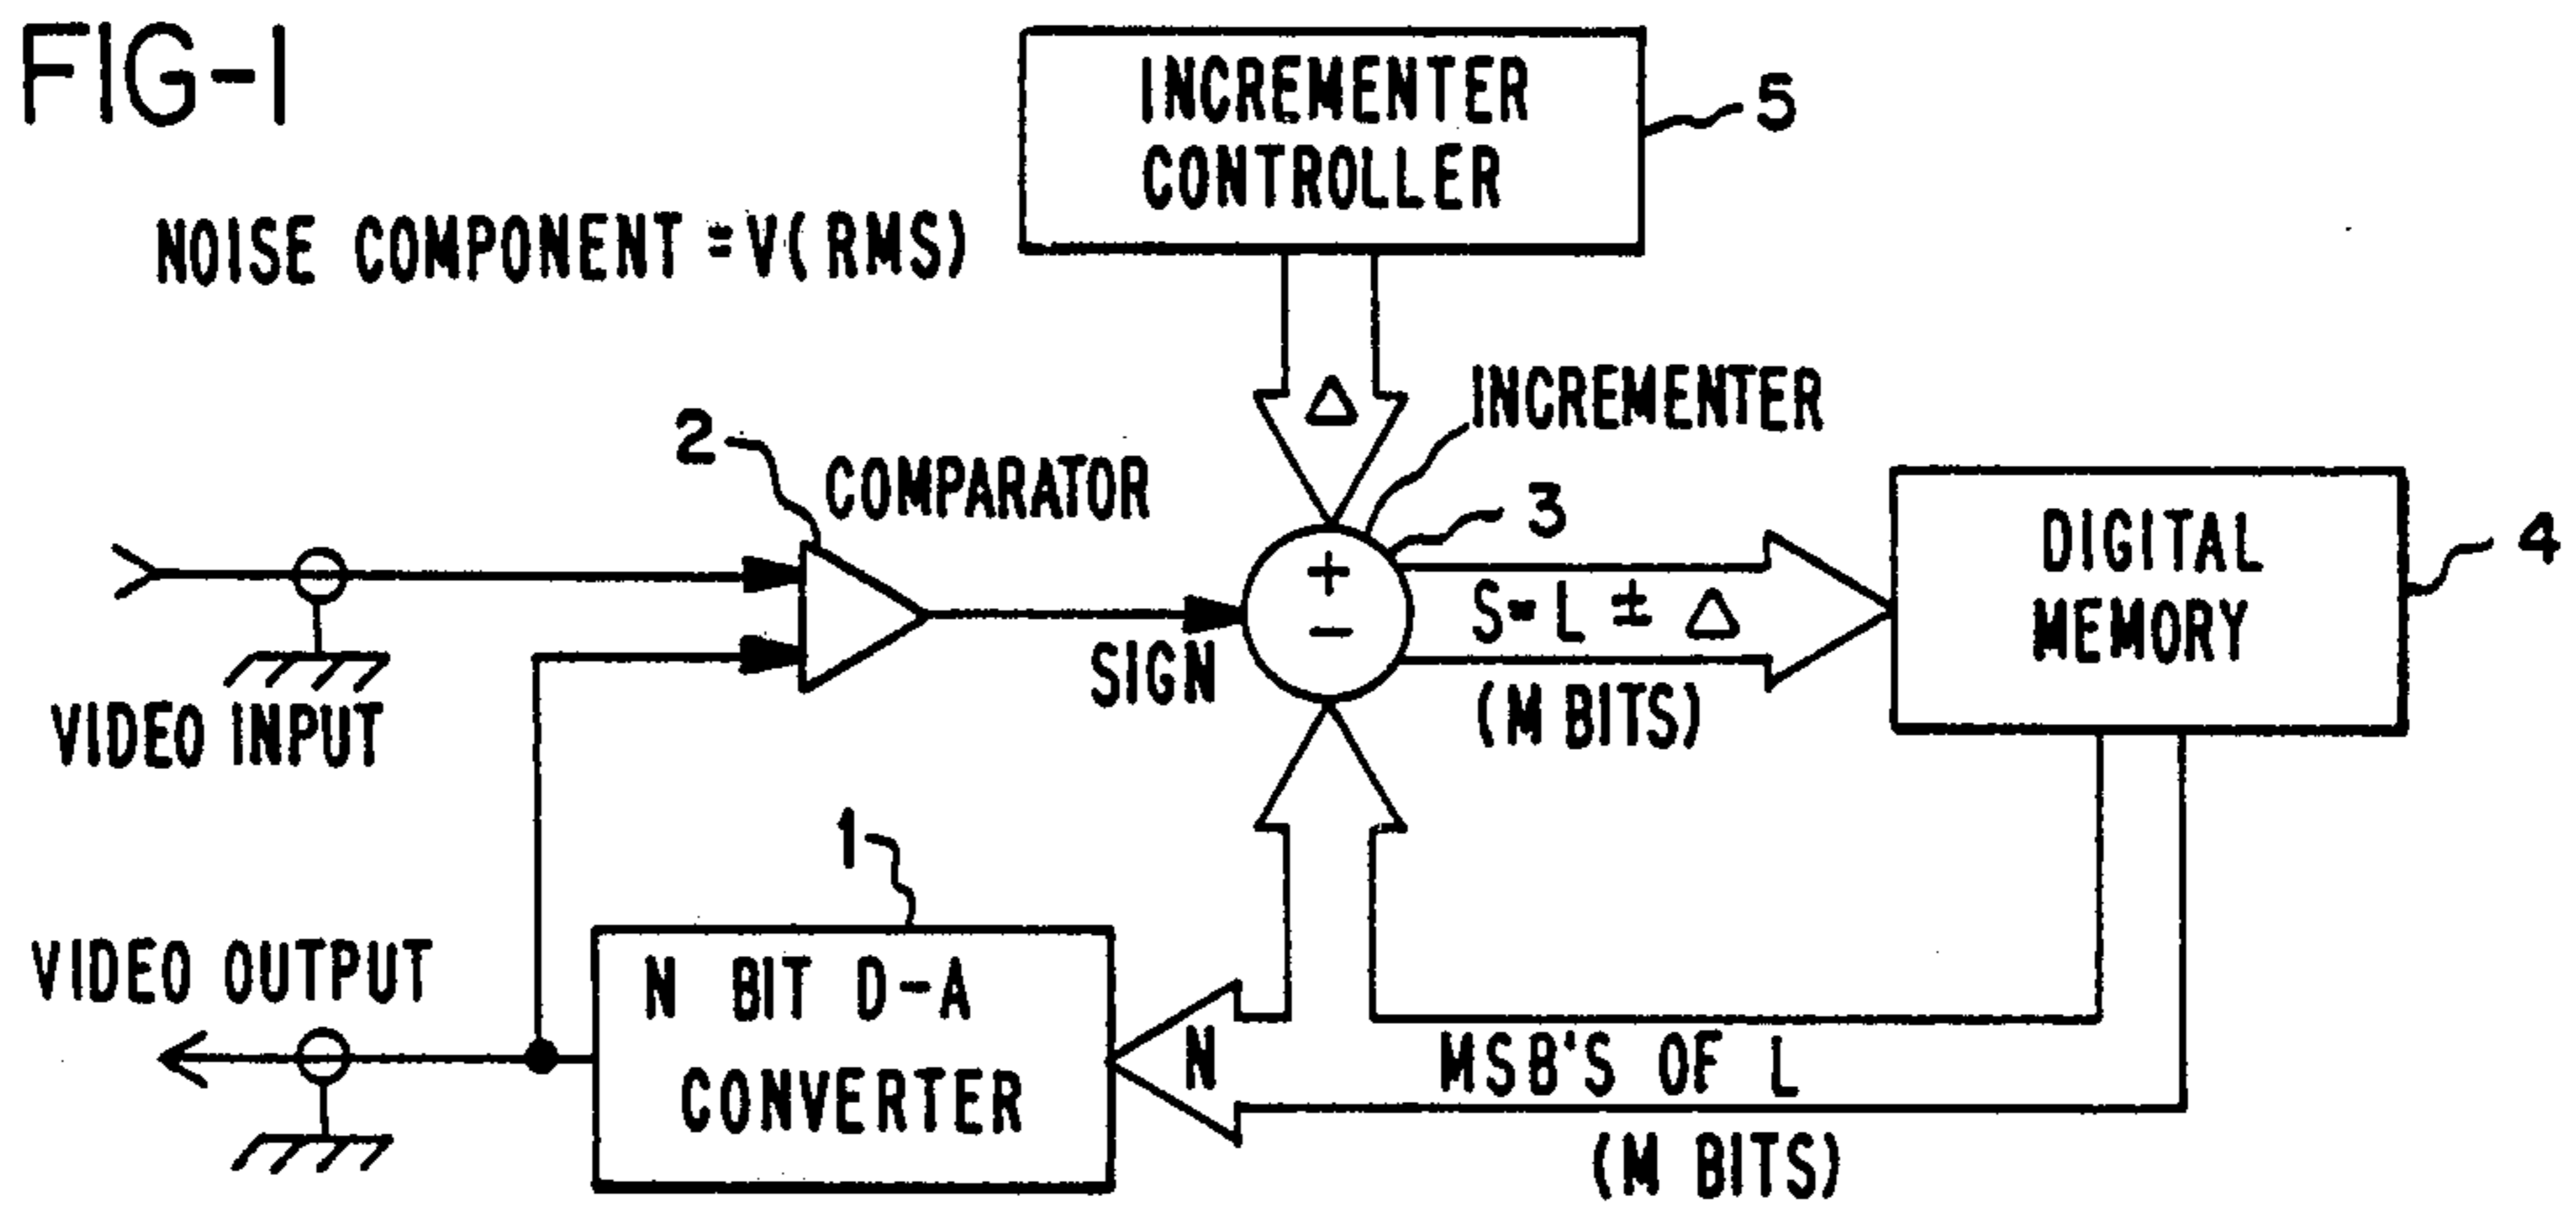 FIG-1
INCREMENTER
CONTROLLER
5
NOISE COMPONENT = V(RMS)
Δ
INCREMENTER
2
COMPARATOR
3
+
−
S=L ± Δ
(M BITS)
DIGITAL
MEMORY
4
SIGN
VIDEO INPUT
1
VIDEO OUTPUT
N BIT D-A
CONVERTER
N
MSB'S OF L
(M BITS)